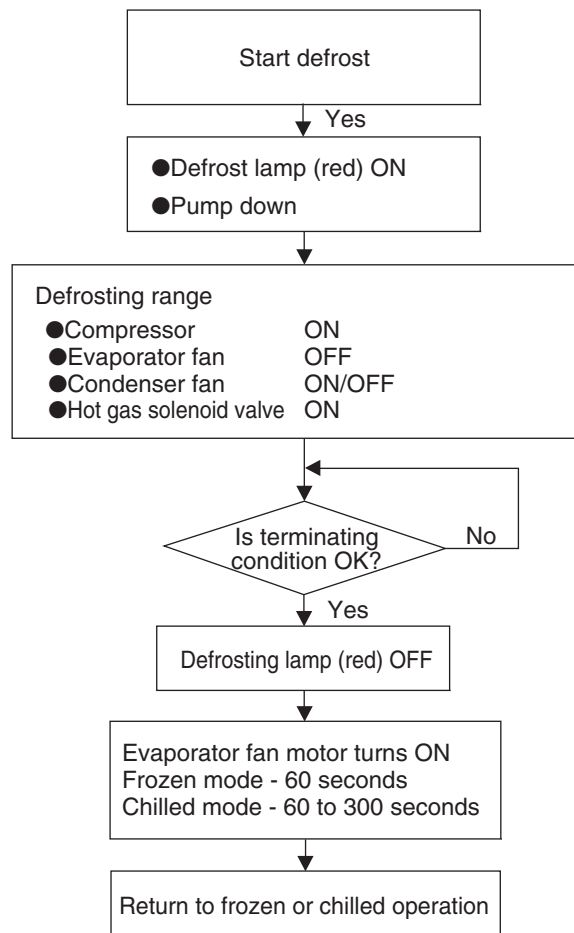 Start defrost
Yes
●Defrost lamp (red) ON
●Pump down
Defrosting range
●Compressor ON
●Evaporator fan OFF
●Condenser fan ON/OFF
●Hot gas solenoid valve ON
Is terminating
condition OK?
No
Yes
Defrosting lamp (red) OFF
Evaporator fan motor turns ON
Frozen mode - 60 seconds
Chilled mode - 60 to 300 seconds
Return to frozen or chilled operation